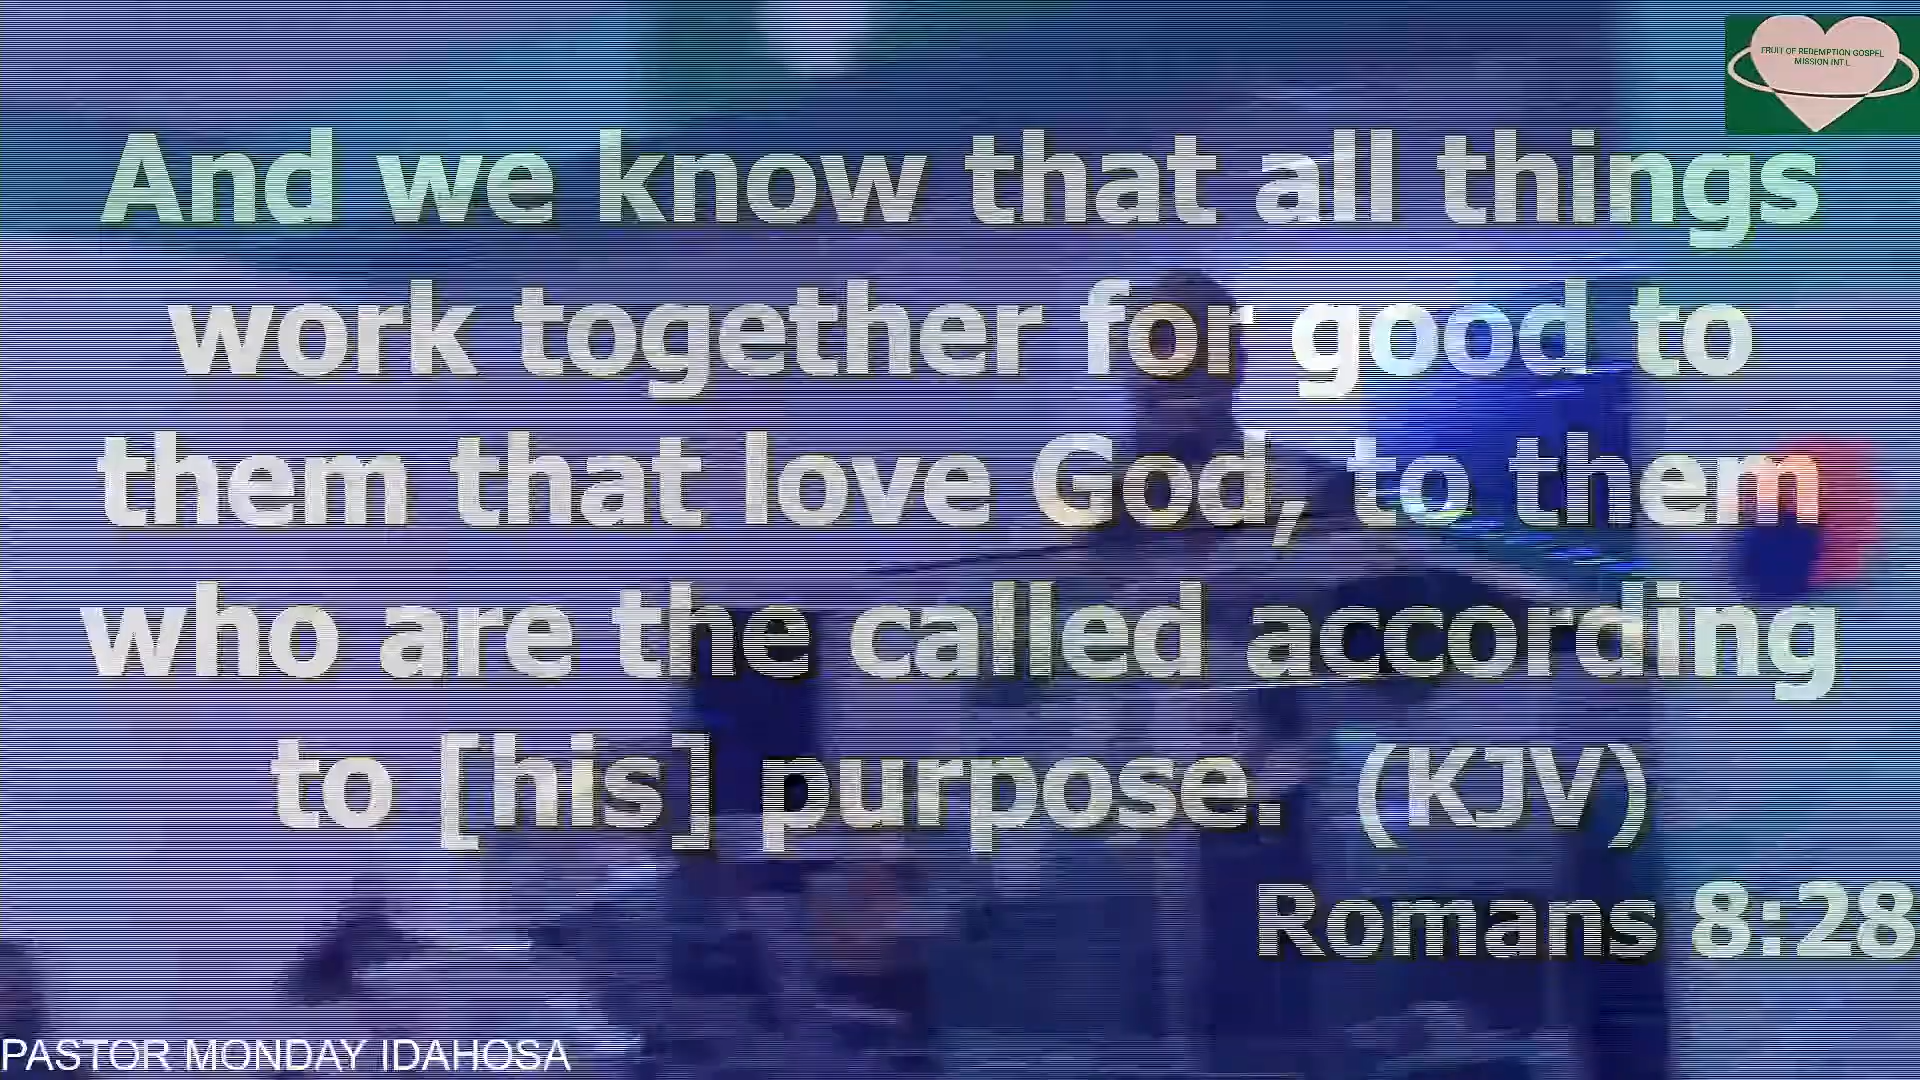 FRUIT OF REDEMPTION GOSPEL
MISSION INT'L
And we know that all things
work together for good to
them that love God, to them
who are the called according
to [his] purpose. (KJV)
Romans 8:28
PASTOR MONDAY IDAHOSA